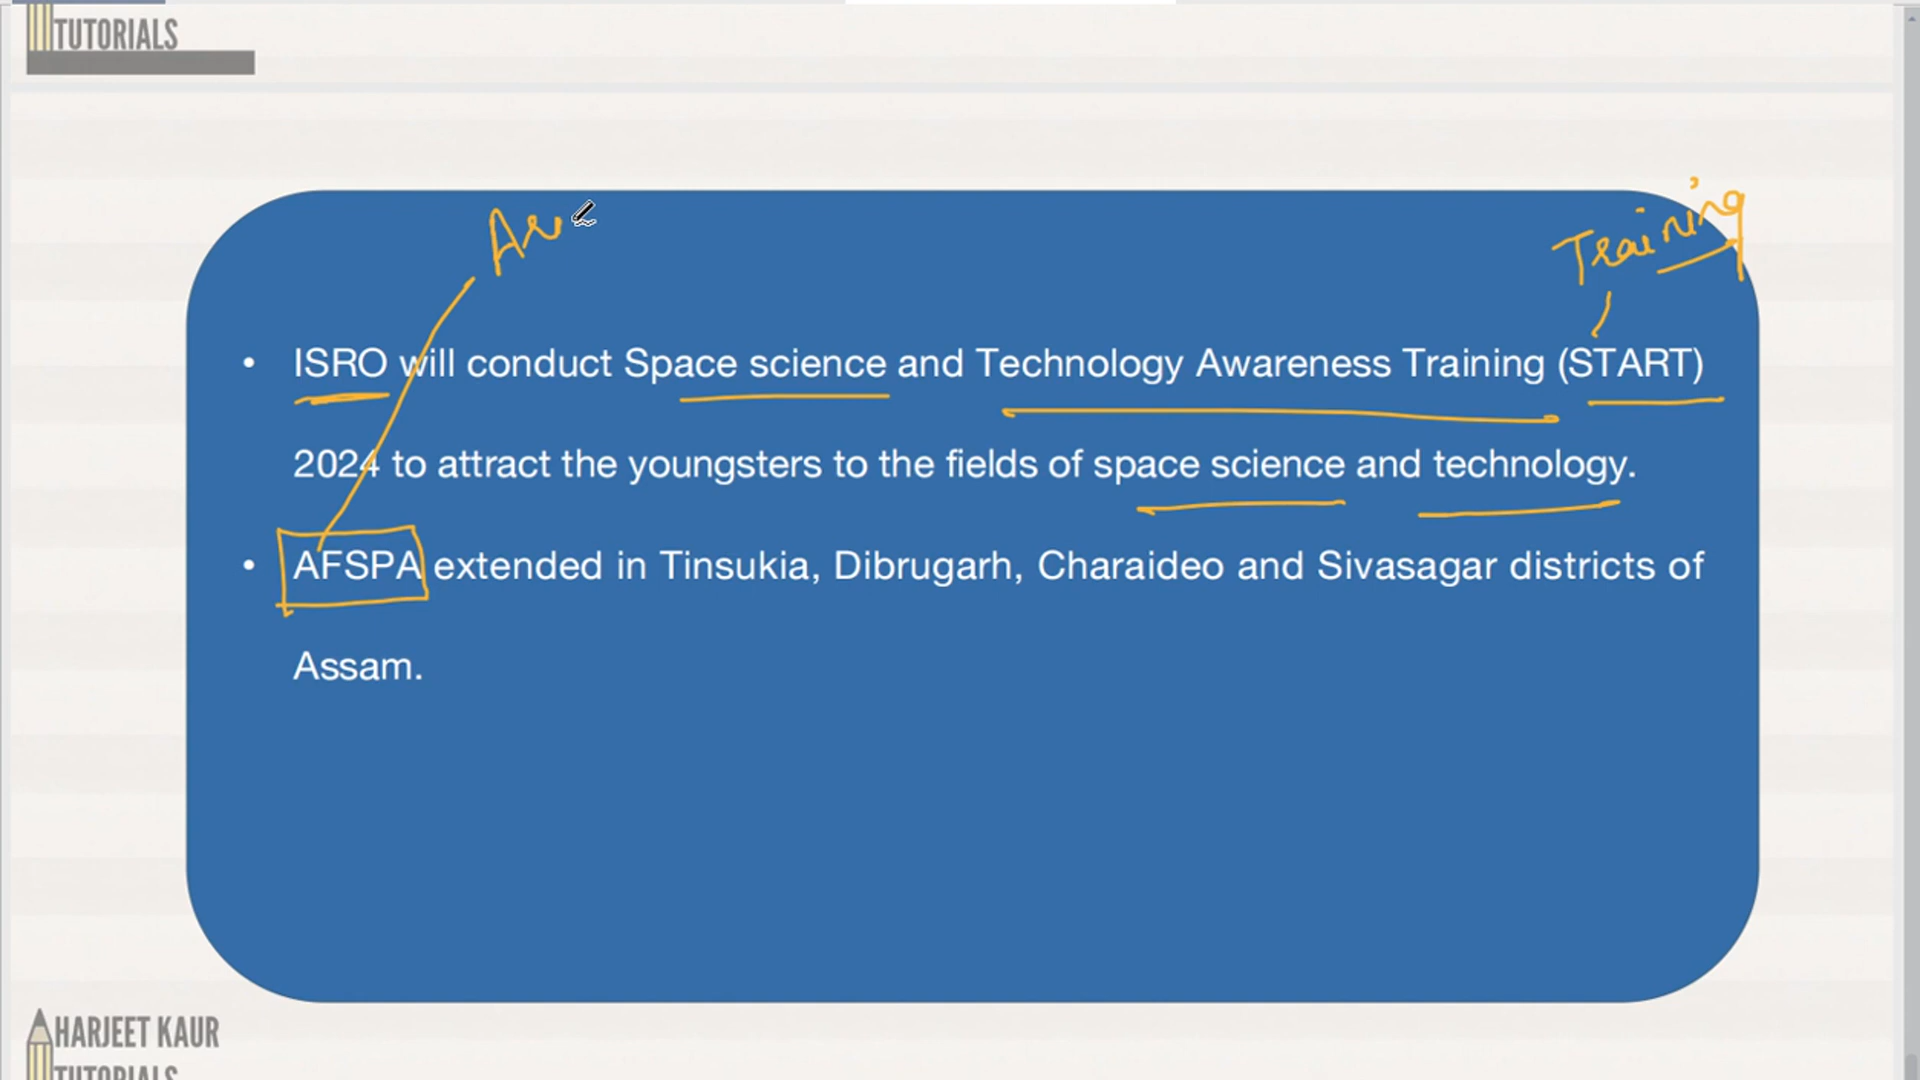 TUTORIALS
Training
• ISRO will conduct Space science and Technology Awareness Training (START)
2024 to attract the youngsters to the fields of space science and technology.
• AFSPA extended in Tinsukia, Dibrugarh, Charaideo and Sivasagar districts of
Assam.
HARJEET KAUR
TUTORIALS